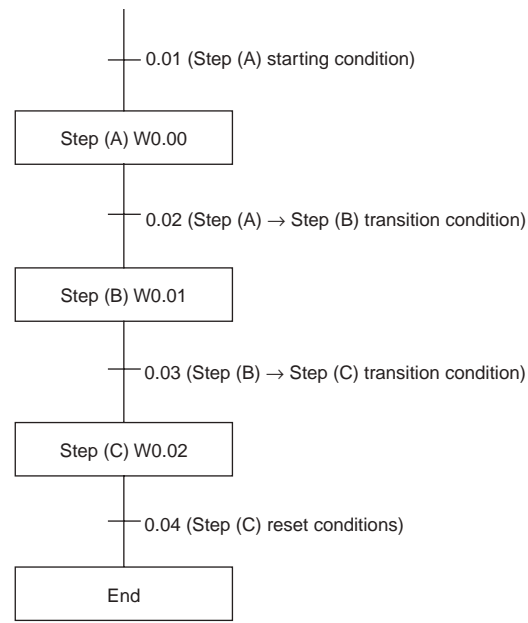 0.01 (Step (A) starting condition)
Step (A) W0.00
0.02 (Step (A) → Step (B) transition condition)
Step (B) W0.01
0.03 (Step (B) → Step (C) transition condition)
Step (C) W0.02
0.04 (Step (C) reset conditions)
End